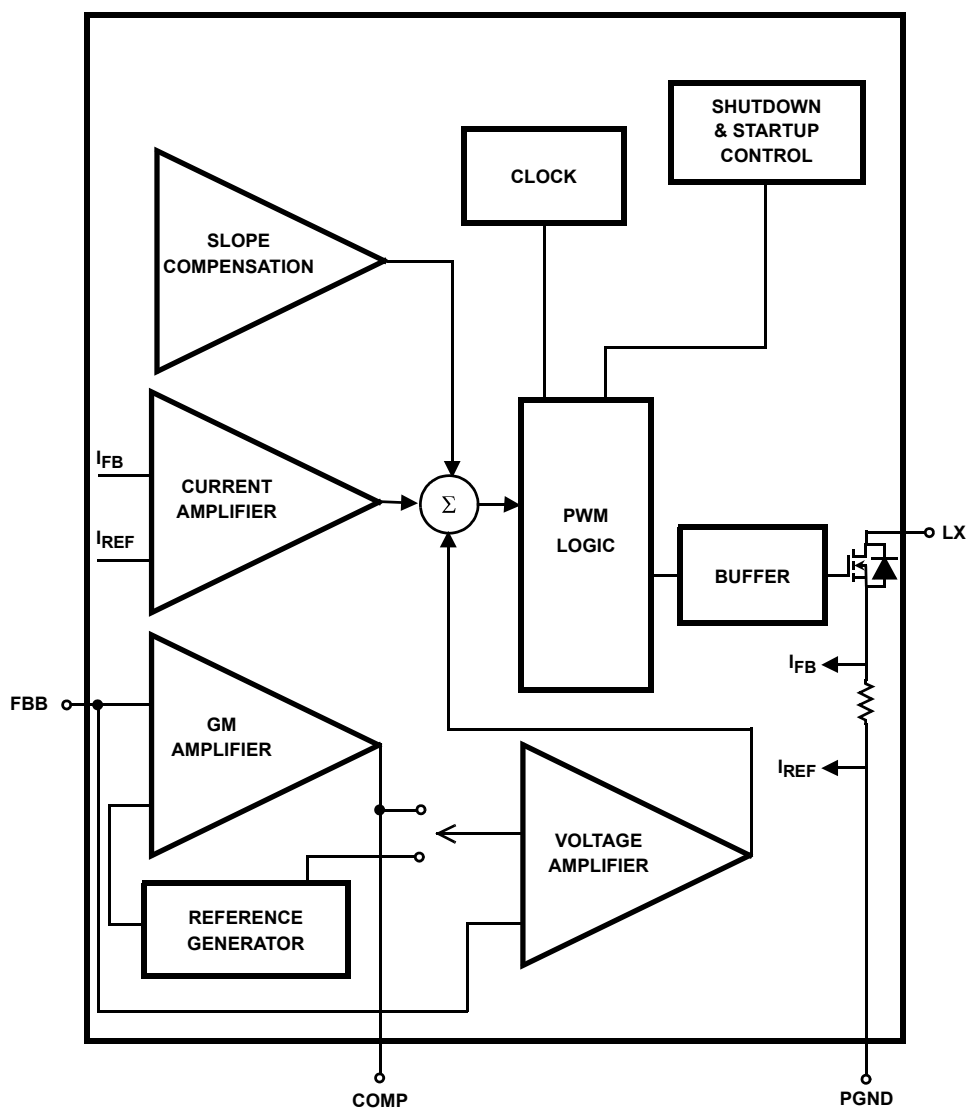 SHUTDOWN
& STARTUP
CONTROL
CLOCK
SLOPE
COMPENSATION
IFB
CURRENT
AMPLIFIER
IREF
Σ
PWM
LOGIC
BUFFER
LX
IFB
FBB
GM
AMPLIFIER
IREF
VOLTAGE
AMPLIFIER
REFERENCE
GENERATOR
COMP
PGND